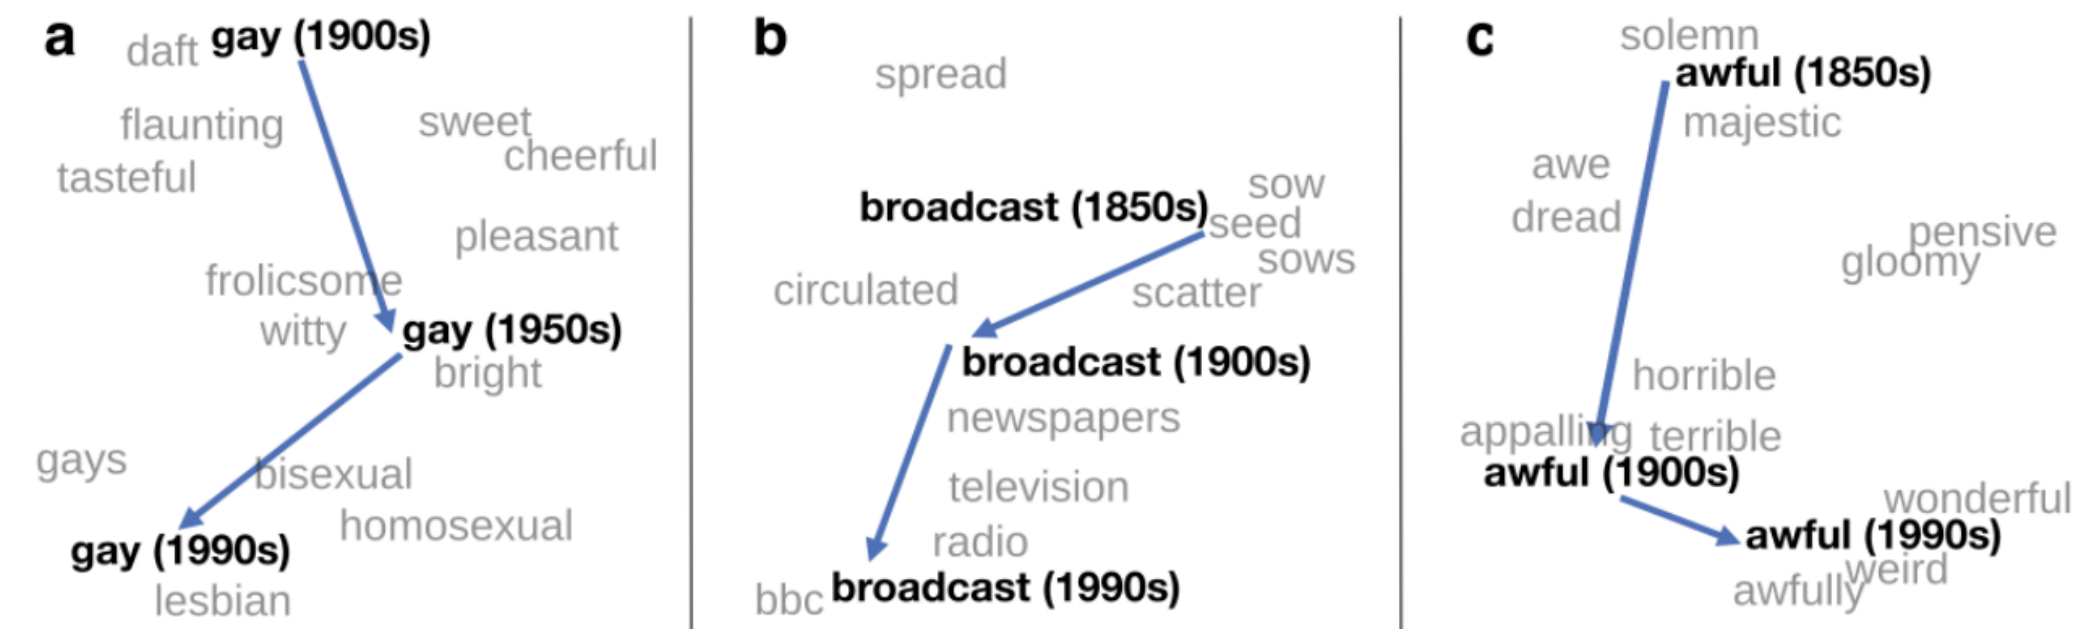 a
daft gay (1900s)
flaunting
sweet
cheerful
tasteful
pleasant
frolicsome
witty
gay (1950s)
bright
gays
bisexual
homosexual
gay (1990s)
lesbian
b
spread
sow
broadcast (1850s)
seed
sows
circulated
scatter
broadcast (1900s)
newspapers
television
radio
bbc broadcast (1990s)
c
solemn
awful (1850s)
majestic
awe
dread
pensive
gloomy
horrible
appalling terrible
awful (1900s)
wonderful
awful (1990s)
weird
awfully